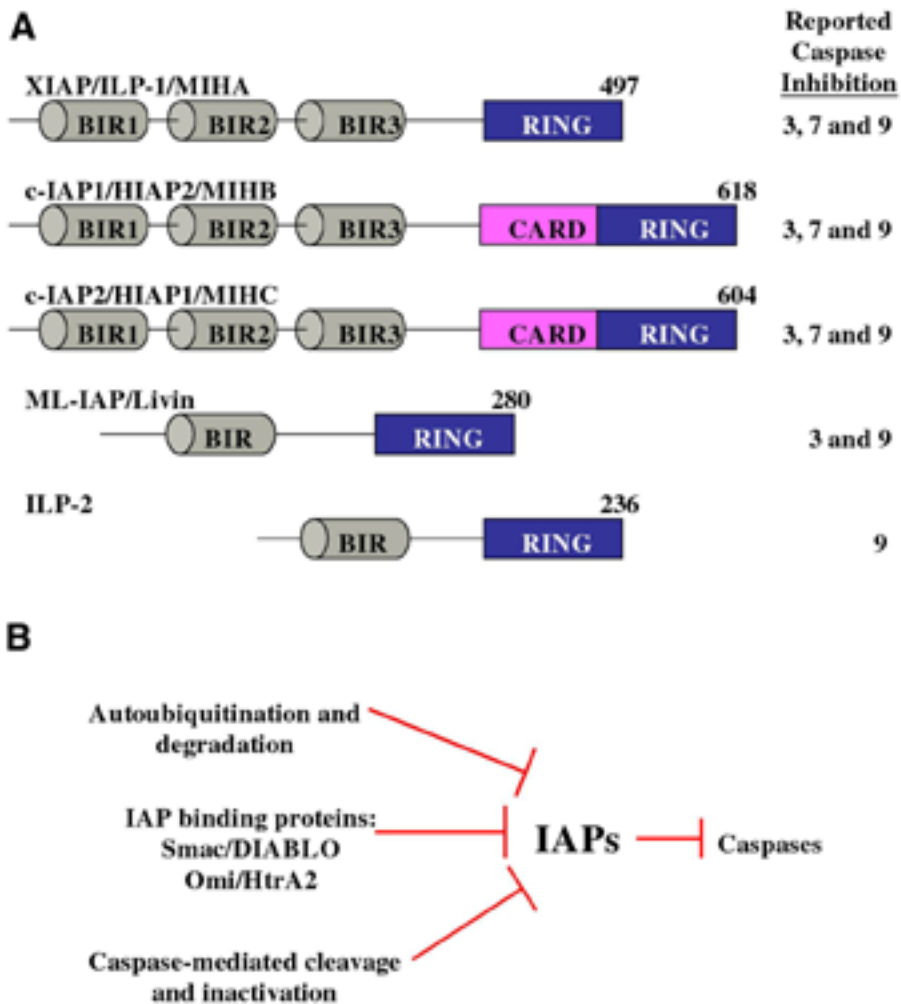 A
Reported
Caspase
Inhibition
XIAP/ILP-1/MIHA
497
BIR1 BIR2 BIR3 RING
3, 7 and 9
c-IAP1/HIAP2/MIHB
618
BIR1 BIR2 BIR3 CARD RING
3, 7 and 9
c-IAP2/HIAP1/MIHC
604
BIR1 BIR2 BIR3 CARD RING
3, 7 and 9
ML-IAP/Livin
280
BIR RING
3 and 9
ILP-2
236
BIR RING
9
B
Autoubiquitination and
degradation
IAP binding proteins:
Smac/DIABLO
Omi/HtrA2
IAPs
Caspases
Caspase-mediated cleavage
and inactivation